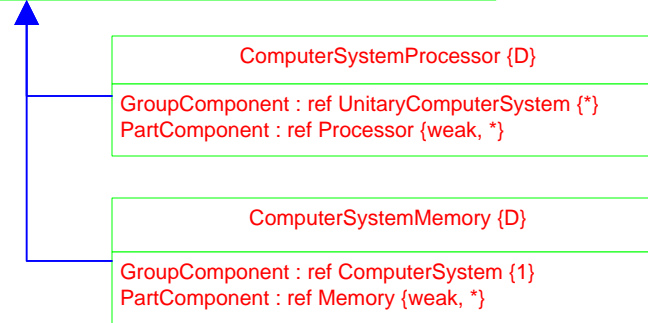 ComputerSystemProcessor {D}
GroupComponent : ref UnitaryComputerSystem {*}
PartComponent : ref Processor {weak, *}
ComputerSystemMemory {D}
GroupComponent : ref ComputerSystem {1}
PartComponent : ref Memory {weak, *}